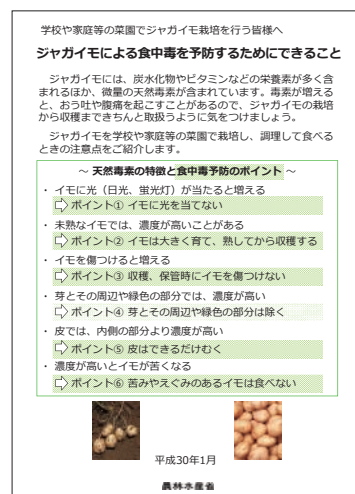 学校や家庭等の菜園でジャガイモ栽培を行う皆様へ
ジャガイモによる食中毒を予防するためにできること
ジャガイモには、炭水化物やビタミンなどの栄養素が多く含
まれるほか、微量の天然毒素が含まれています。毒素が増える
と、おう吐や腹痛を起こすことがあるので、ジャガイモの栽培
から収穫まできちんと取扱うように気をつけましょう。
ジャガイモを学校や家庭等の菜園で栽培し、調理して食べる
ときの注意点をご紹介します。
～ 天然毒素の特徴と食中毒予防のポイント ～
・ イモに光（日光、蛍光灯）が当たると増える
ポイント① イモに光を当てない
・ 未熟なイモでは、濃度が高いことがある
ポイント② イモは大きく育て、熟してから収穫する
・ イモを傷つけると増える
ポイント③ 収穫、保管時にイモを傷つけない
・ 芽とその周辺や緑色の部分では、濃度が高い
ポイント④ 芽とその周辺や緑色の部分は除く
・ 皮では、内側の部分より濃度が高い
ポイント⑤ 皮はできるだけむく
・ 濃度が高いとイモが苦くなる
ポイント⑥ 苦みやえぐみのあるイモは食べない
平成30年1月
農林水産省